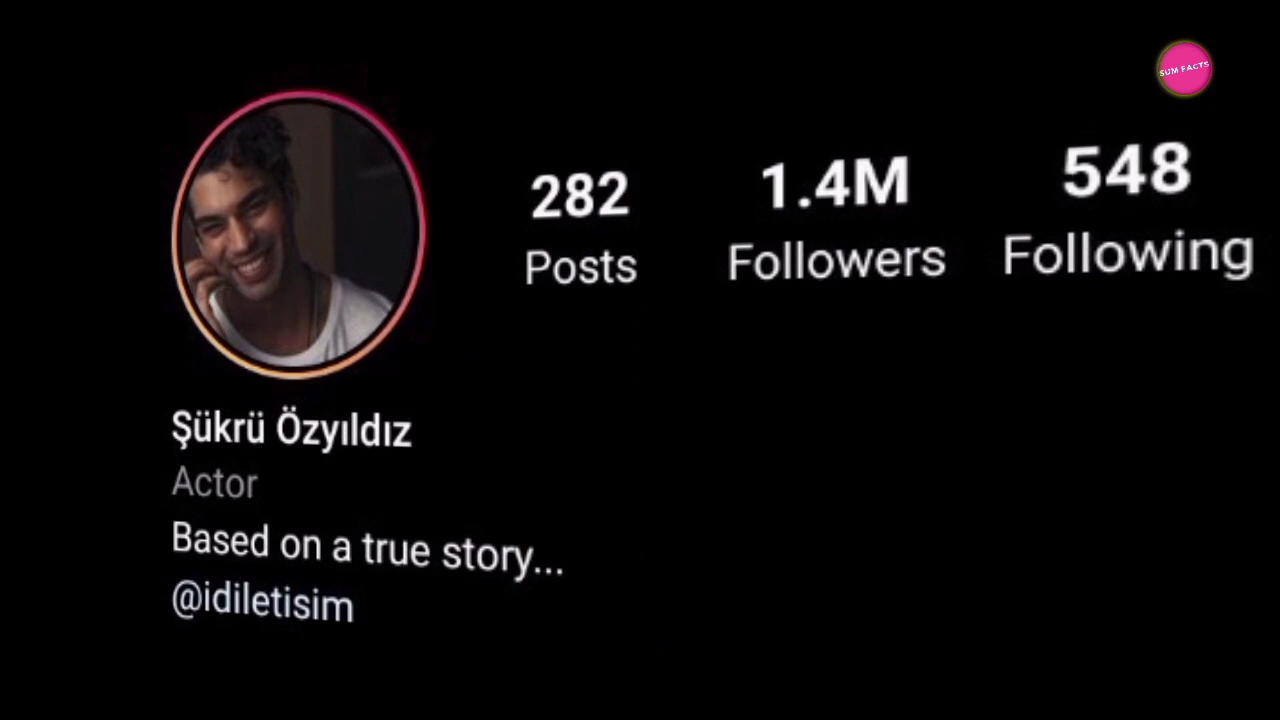 SUM FACTS
282 1.4M 548
Posts Followers Following
Şükrü Özyıldız
Actor
Based on a true story...
@idiletisim